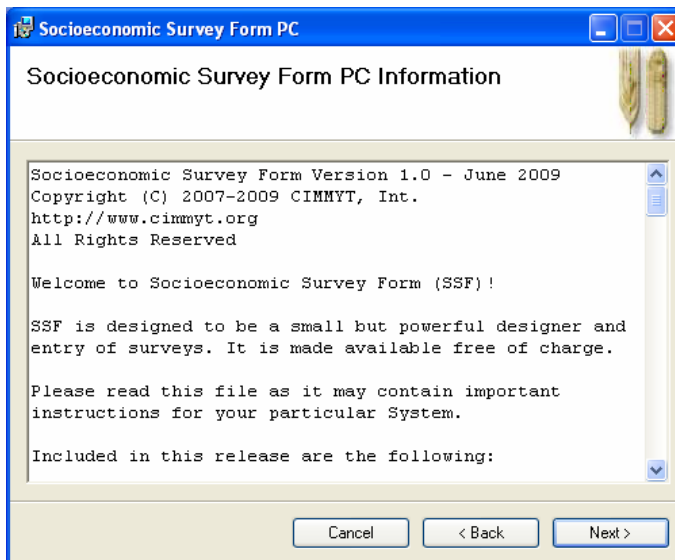 Socioeconomic Survey Form PC
Socioeconomic Survey Form PC Information
Socioeconomic Survey Form Version 1.0 - June 2009
Copyright (C) 2007-2009 CIMMYT, Int.
http://www.cimmyt.org
All Rights Reserved
Welcome to Socioeconomic Survey Form (SSF)!
SSF is designed to be a small but powerful designer and
entry of surveys. It is made available free of charge.
Please read this file as it may contain important
instructions for your particular System.
Included in this release are the following:
Cancel
< Back
Next >